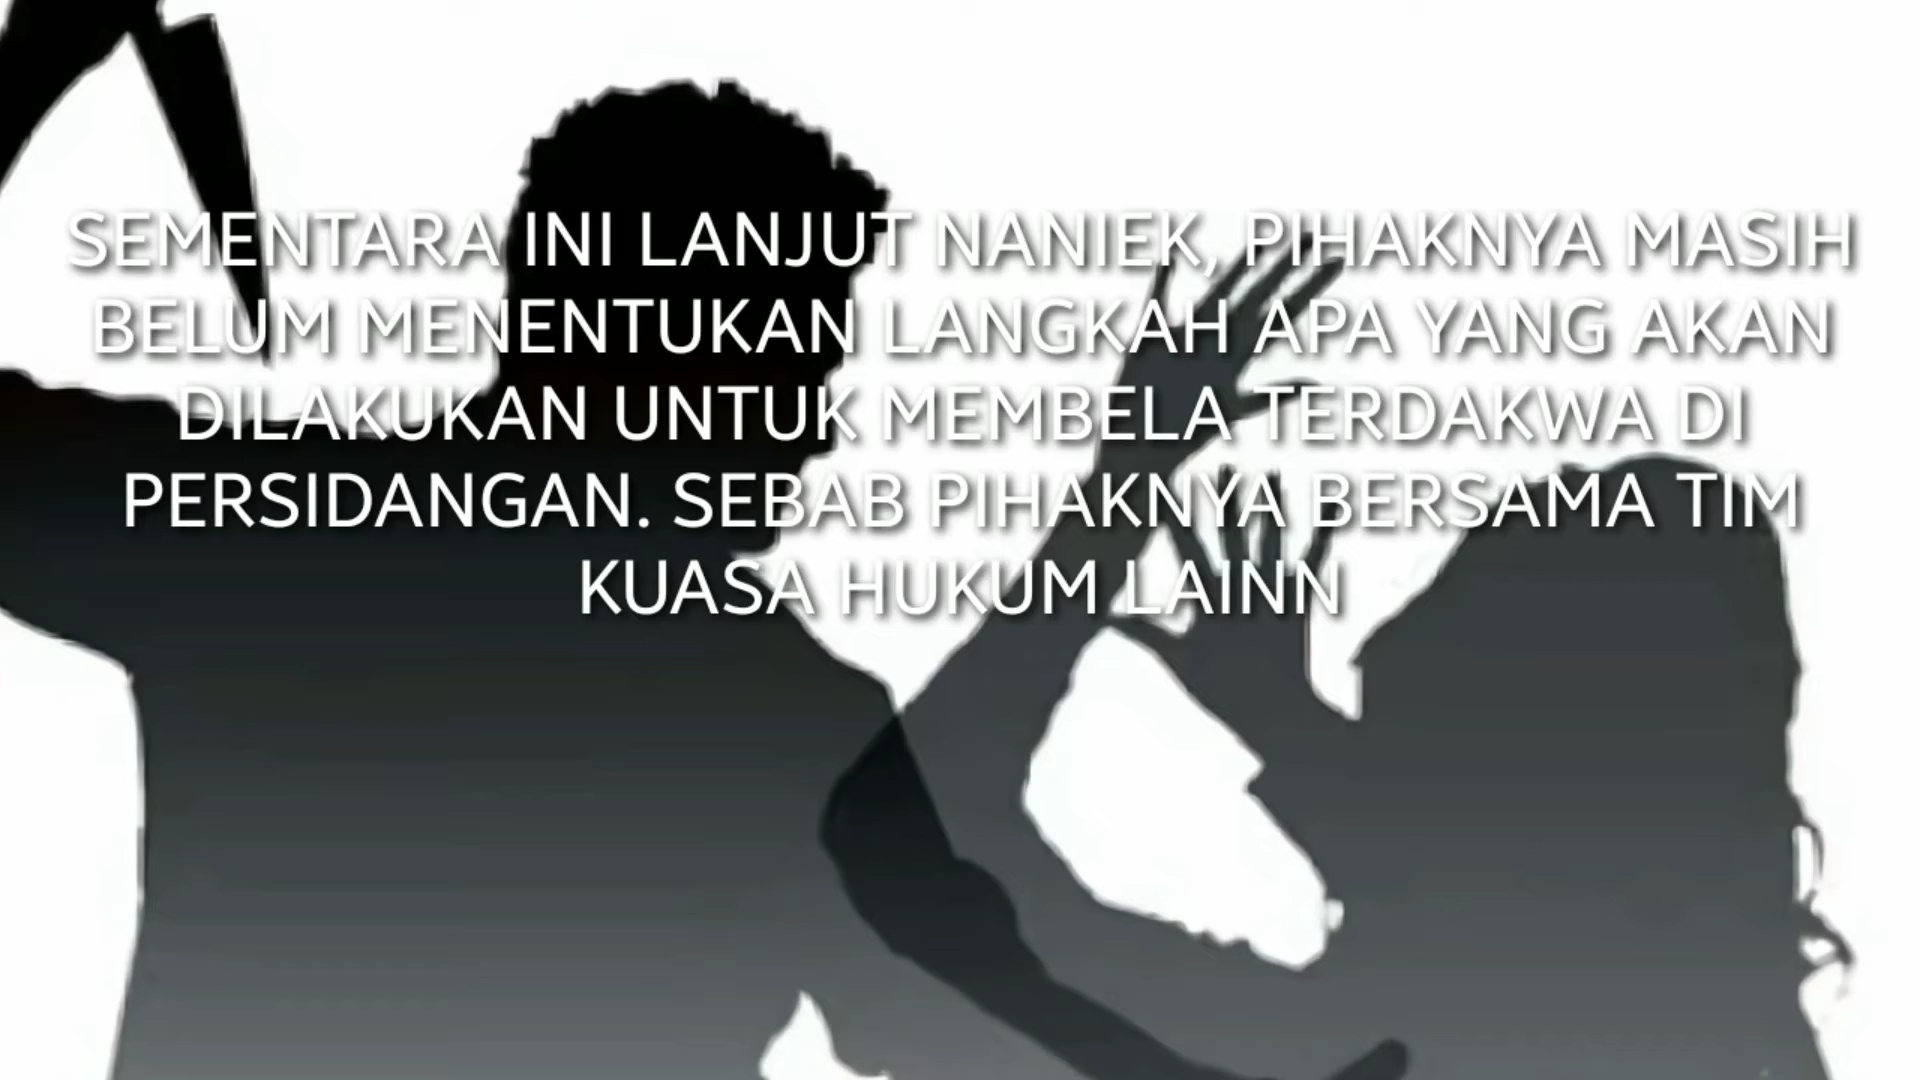 SEMENTARA INI LANJUT NANIEK, PIHAKNYA MASIH
BELUM MENENTUKAN LANGKAH APA YANG AKAN
DILAKUKAN UNTUK MEMBELA TERDAKWA DI
PERSIDANGAN. SEBAB PIHAKNYA BERSAMA TIM
KUASA HUKUM LAINN